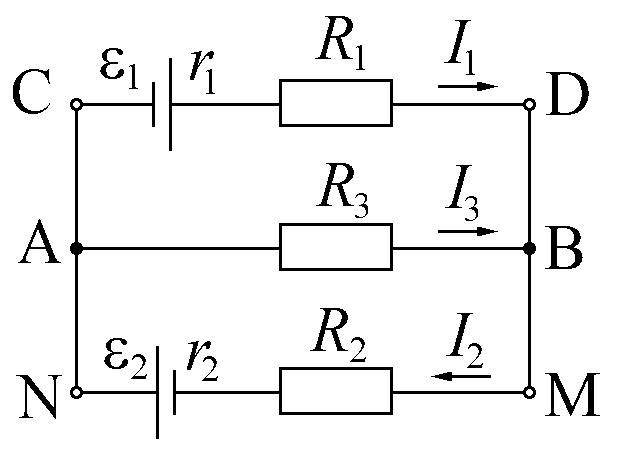 C ε₁ r₁ R₁ I₁ D
A R₃ I₃ B
N ε₂ r₂ R₂ I₂ M